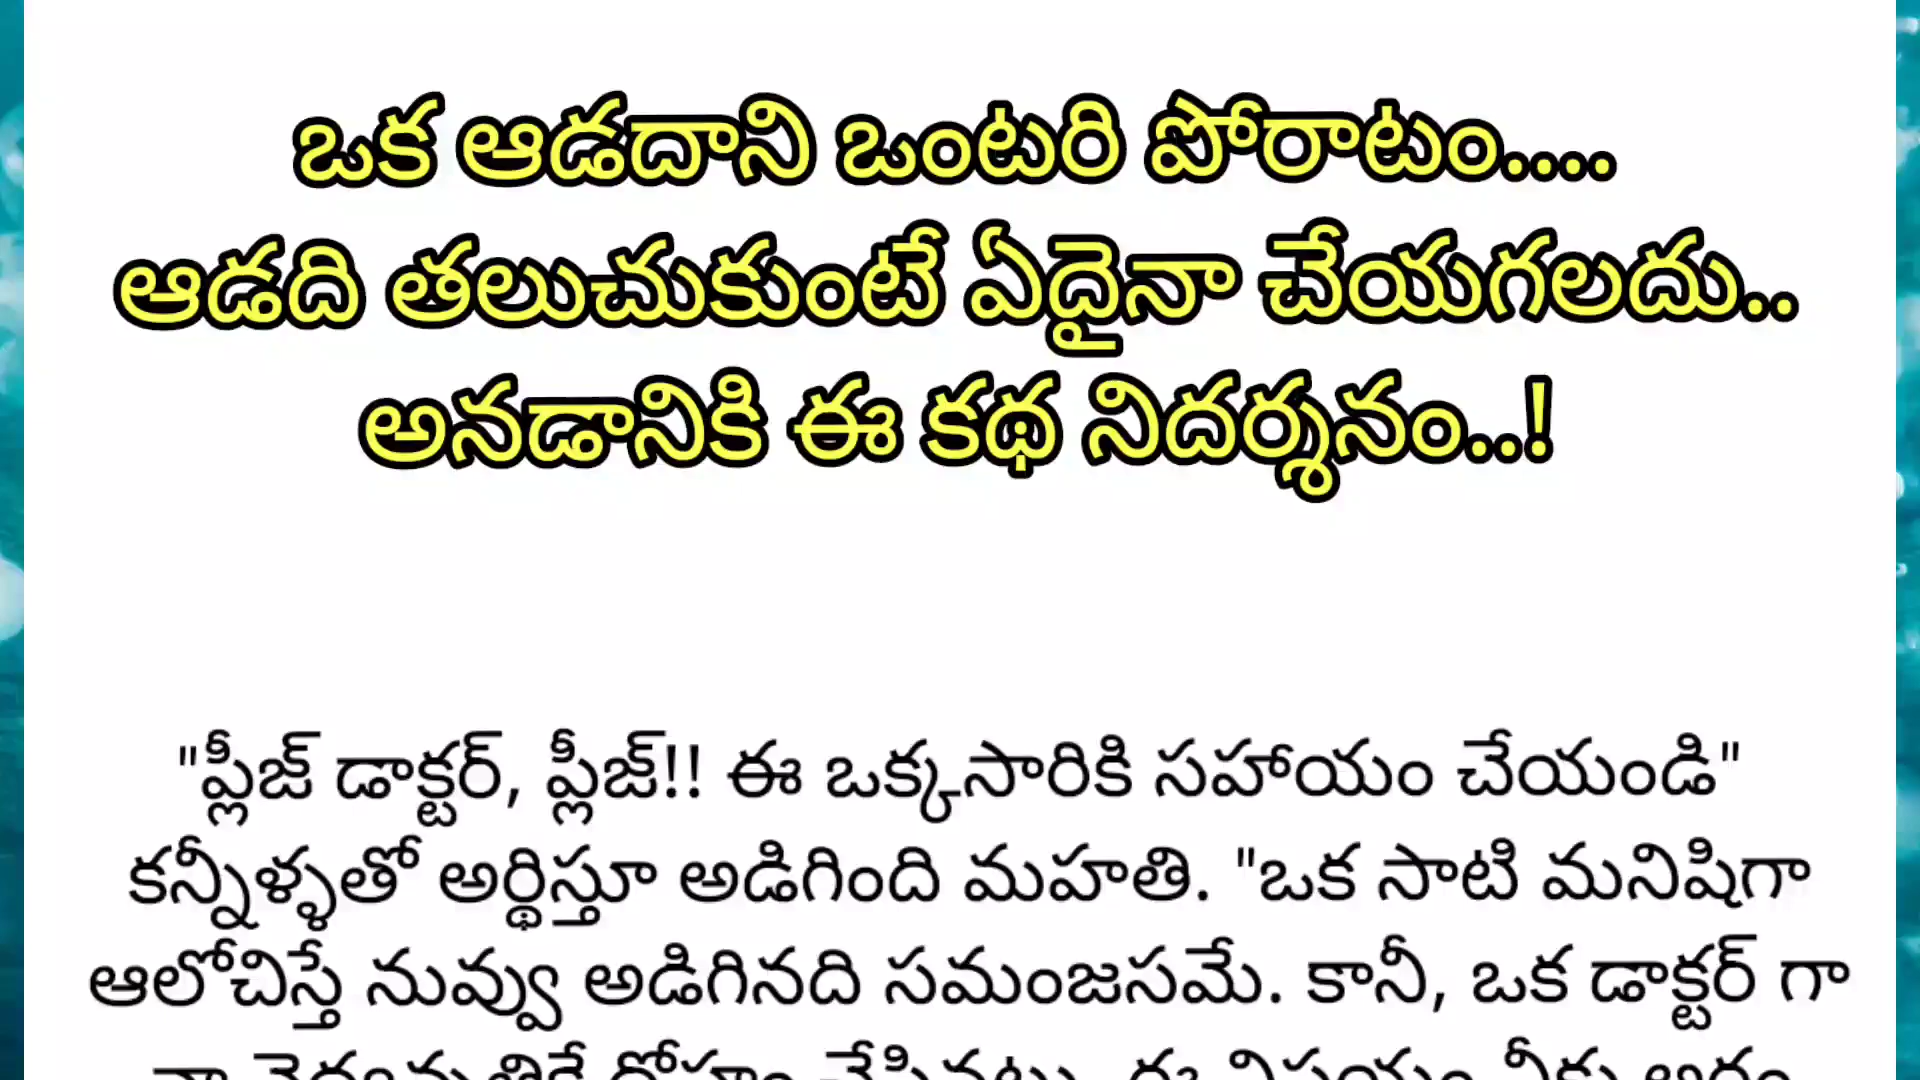 ఒక ఆడదాని ఒంటరి పోరాటం....
ఆడది తలుచుకుంటే ఏదైనా చేయగలదు..
అనడానికి ఈ కథ నిదర్శనం..!
"ప్లీజ్ డాక్టర్, ప్లీజ్!! ఈ ఒక్కసారికి సహాయం చేయండి"
కన్నీళ్ళతో అర్థిస్తూ అడిగింది మహతి. "ఒక సాటి మనిషిగా
ఆలోచిస్తే నువ్వు అడిగినది సమంజసమే. కానీ, ఒక డాక్టర్ గా